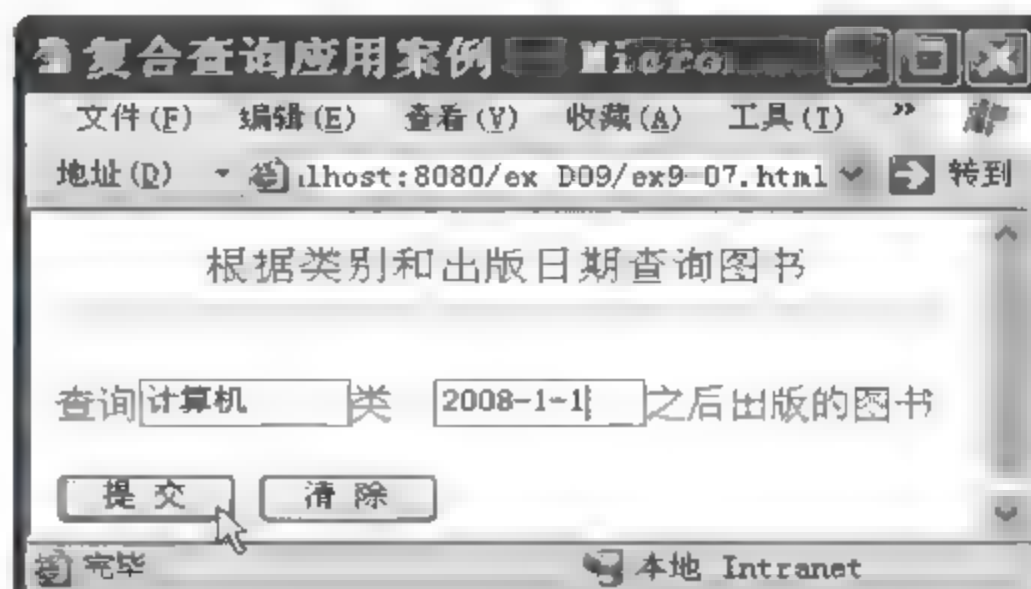 复合查询应用案例
文件(F) 编辑(E) 查看(V) 收藏(A) 工具(T) »
地址(D) lhost:8080/ex D09/ex9-07.html 转到
根据类别和出版日期查询图书
查询 计算机 类 2008-1-1 之后出版的图书
提 交 清 除
完毕 本地 Intranet